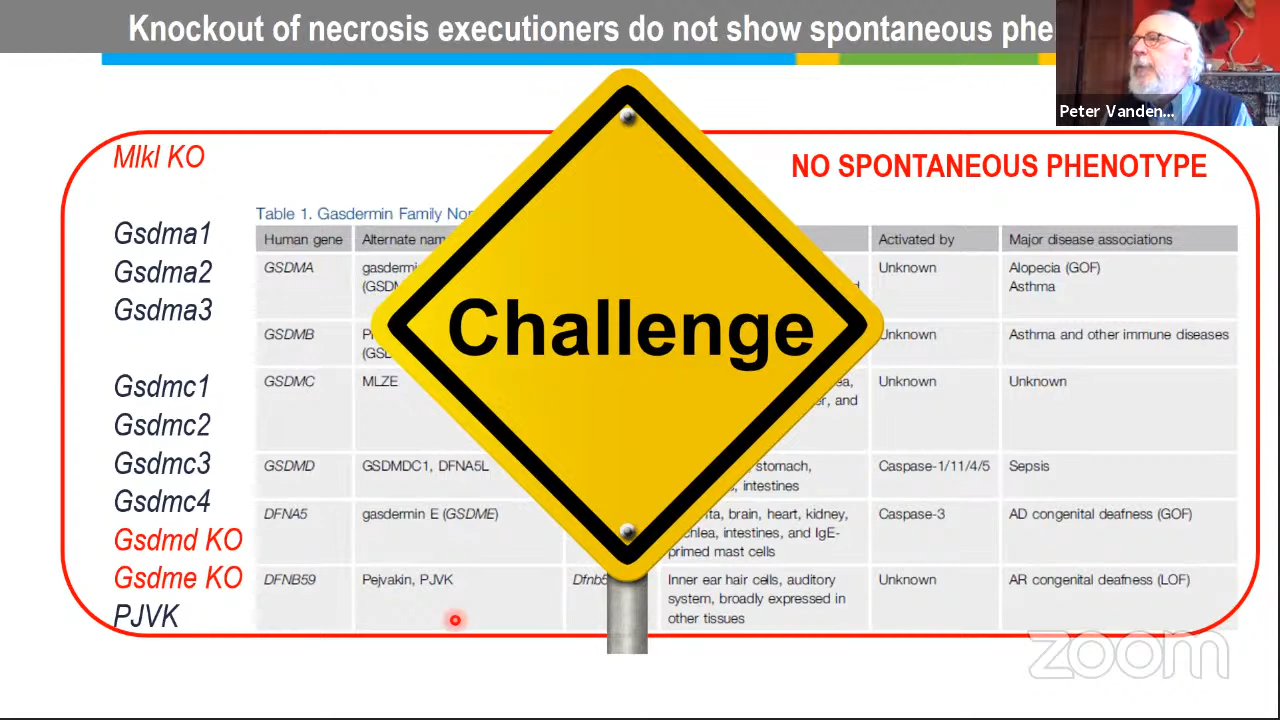 Knockout of necrosis executioners do not show spontaneous phe
Peter Vanden...
Mlkl KO
NO SPONTANEOUS PHENOTYPE
Gsdma1
Gsdma2
Gsdma3
Gsdmc1
Gsdmc2
Gsdmc3
Gsdmc4
Gsdmd KO
Gsdme KO
PJVK
Table 1. Gasdermin Family
Human gene Alternate Activated by Major disease associations
GSDMA Unknown Alopecia (GOF)
Asthma
GSDMB Unknown Asthma and other immune diseases
GSDMC MLZE Unknown Unknown
and
GSDMD GSDMDC1, DFNA5L stomach, Caspase-1/11/4/5 Sepsis
intestines
DFNA5 gasdermin E (GSDME) brain, heart, kidney, Caspase-3 AD congenital deafness (GOF)
intestines, and IgE-
primed mast cells
DFNB59 Pejvakin, PJVK Inner ear hair cells, auditory Unknown AR congenital deafness (LOF)
system, broadly expressed in
other tissues
Challenge
zoom